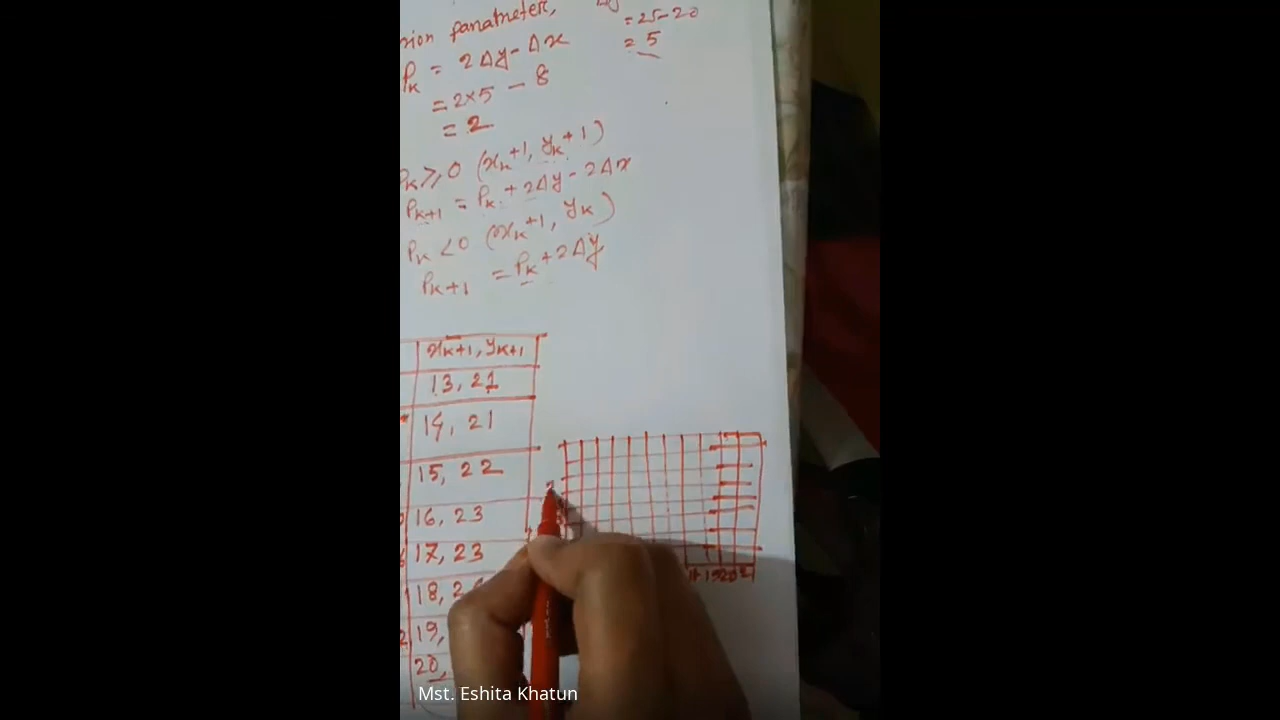 = 25-20
= 5
Pk = 2Δy - Δx
= 2×5 - 8
= 2
Pk ≥ 0 (xk+1, yk+1)
Pk+1 = Pk + 2Δy - 2Δx
Pk < 0 (xk+1, yk)
Pk+1 = Pk + 2Δy
xk+1, yk+1
13, 21
14, 21
15, 22
16, 23
17, 23
18, 2
19,
20,
Mst. Eshita Khatun